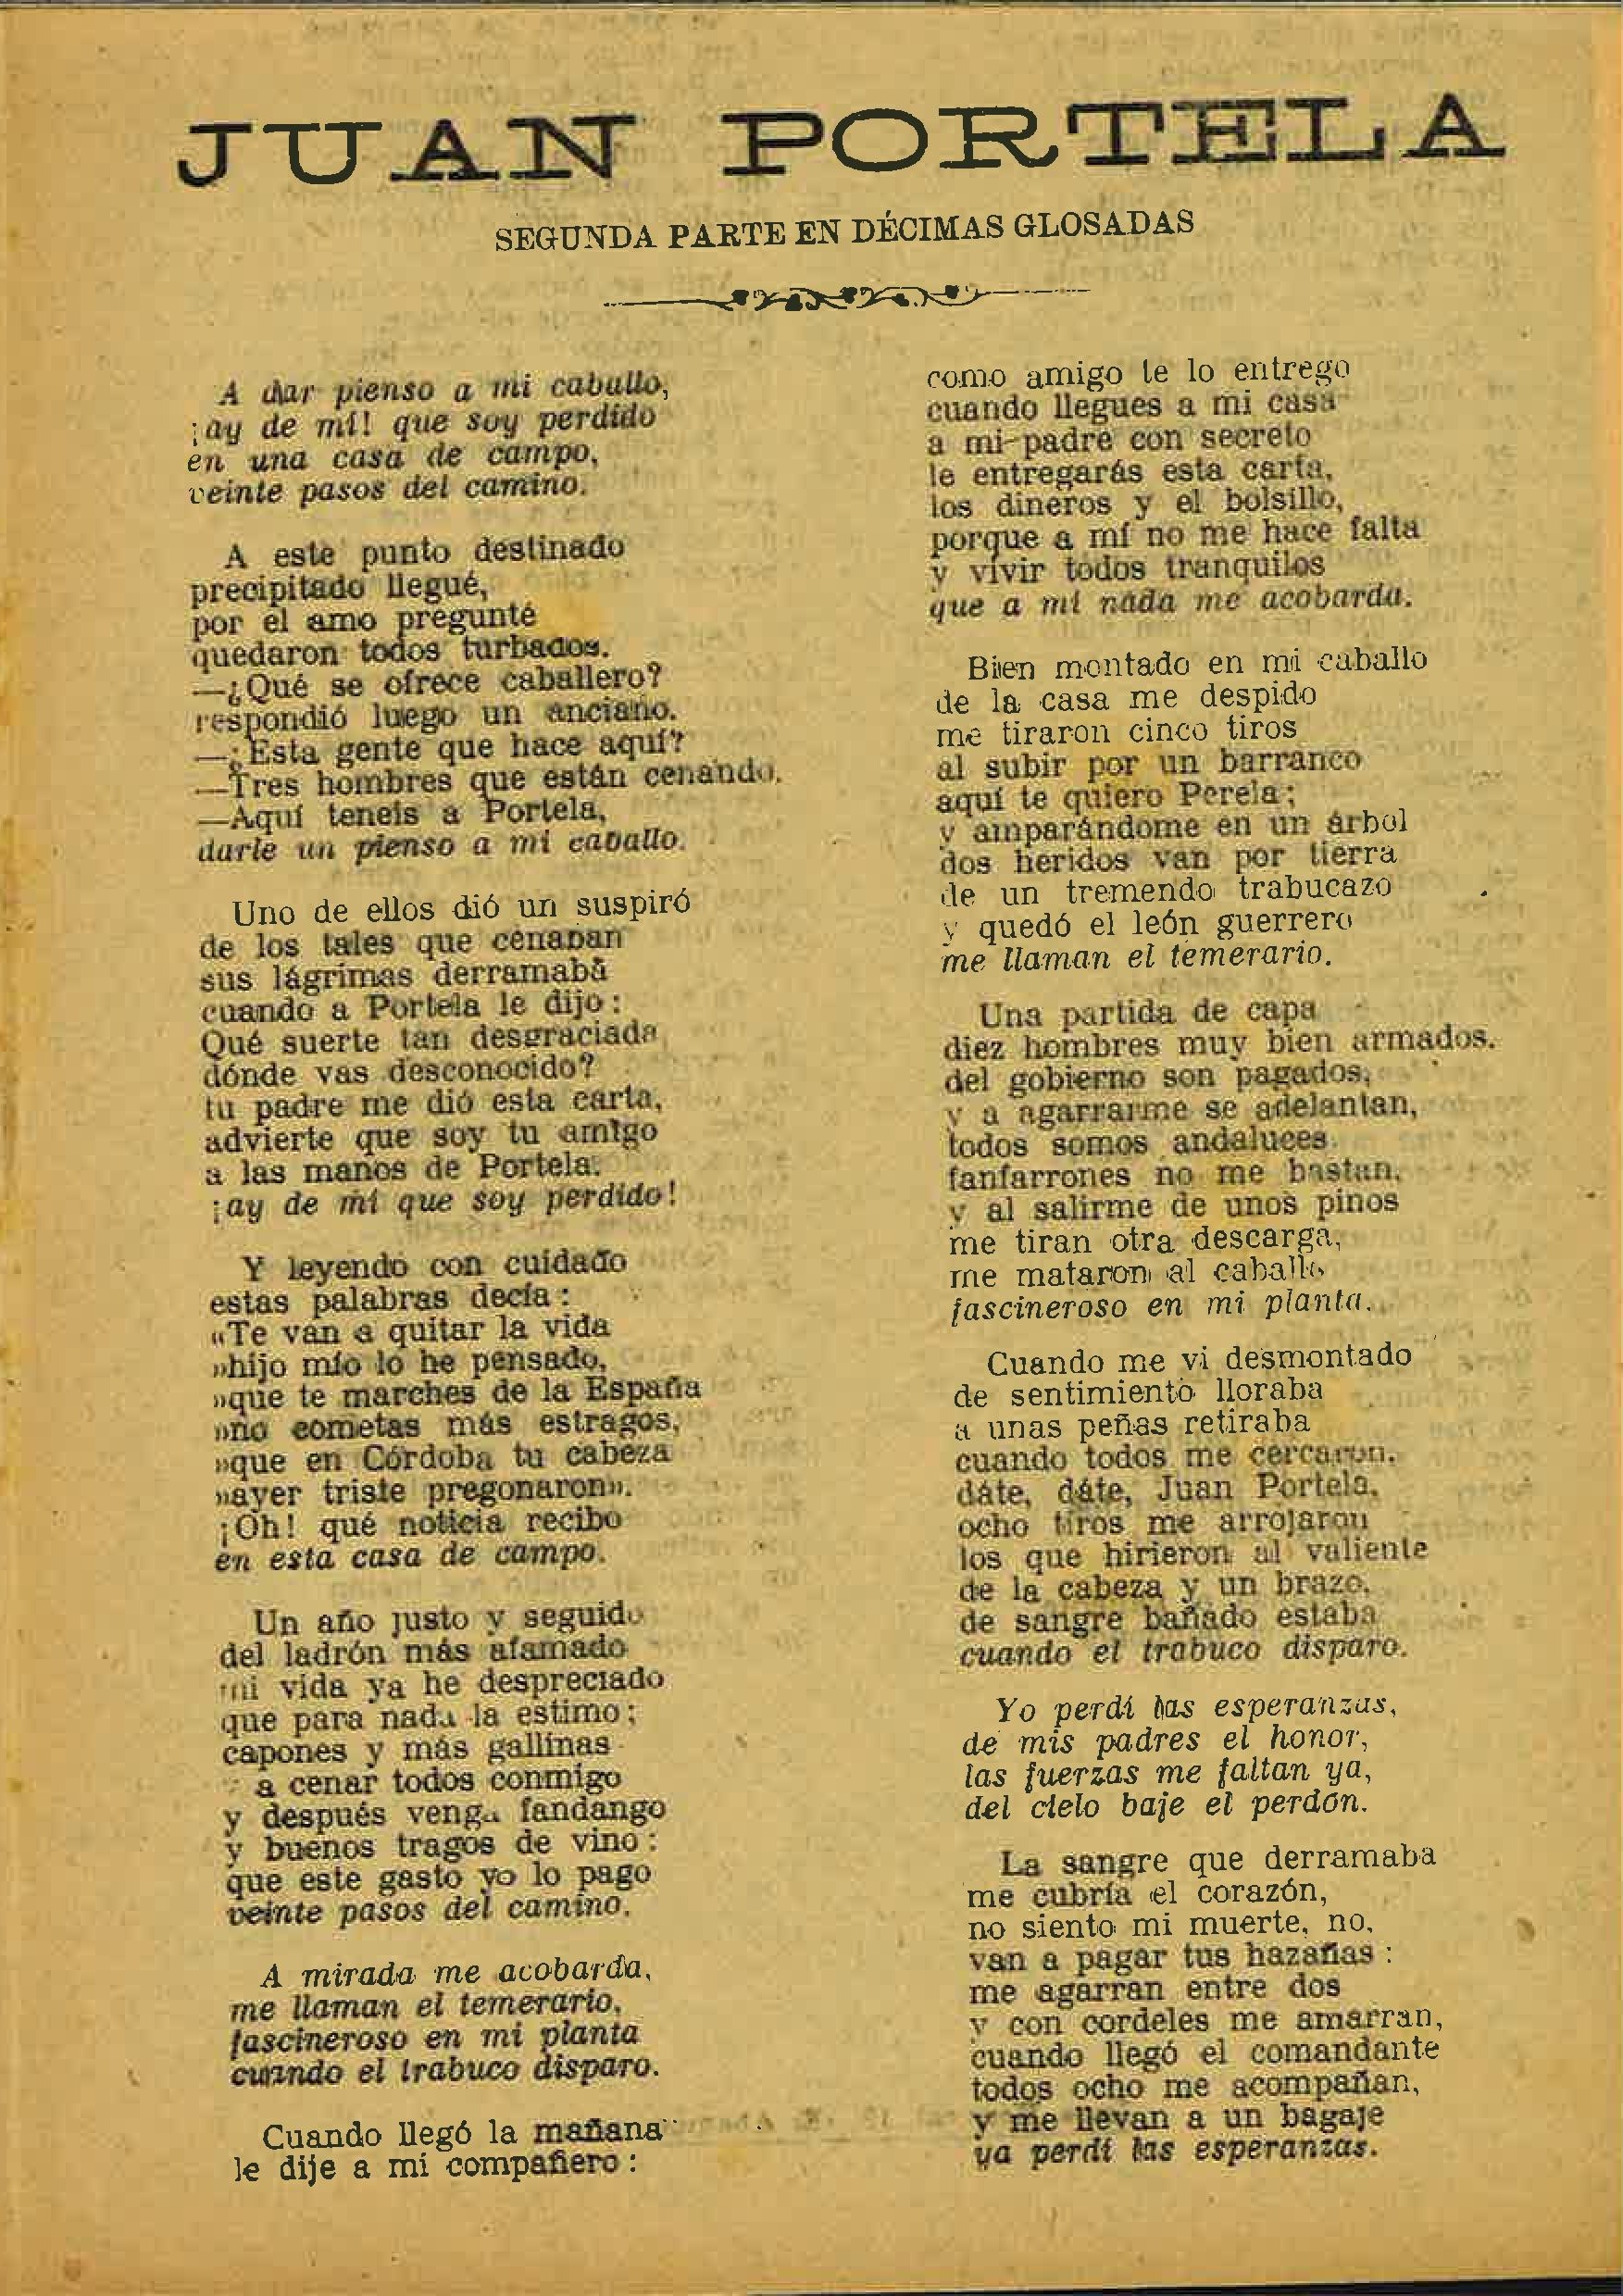 JUAN PORTELA
SEGUNDA PARTE EN DÉCIMAS GLOSADAS
A dar pienso a mi caballo,
¡ay de mí! que soy perdido
en una casa de campo,
veinte pasos del camino.
A este punto destinado
precipitado llegué,
por el amo pregunté
quedaron todos turbados.
—¿Qué se ofrece caballero?
respondió luego un anciano.
—¿Esta gente que hace aquí?
—Tres hombres que están cenando.
—Aquí teneis a Portela,
darle un pienso a mi caballo.
Uno de ellos dió un suspiró
de los tales que cenaban
sus lágrimas derramaba
cuando a Portela le dijo:
Qué suerte tan desgraciada
dónde vas desconocido?
tu padre me dió esta carta,
advierte que soy tu amigo
a las manos de Portela.
¡ay de mí que soy perdido!
Y leyendo con cuidado
estas palabras decía:
«Te van a quitar la vida
»hijo mío lo he pensado,
»que te marches de la España
»no cometas más estragos,
»que en Córdoba tu cabeza
»ayer triste pregonaron».
¡Oh! qué noticia recibo
en esta casa de campo.
Un año justo y seguido
del ladrón más afamado
mi vida ya he despreciado
que para nada la estimo;
capones y más gallinas
a cenar todos conmigo
y después venga fandango
y buenos tragos de vino:
que este gasto yo lo pago
veinte pasos del camino.
A mirada me acobarda,
me llaman el temerario,
fascineroso en mi planta
cuando el trabuco disparo.
Cuando llegó la mañana
le dije a mi compañero:
como amigo te lo entrego
cuando llegues a mi casa
a mi padre con secreto
le entregarás esta carta,
los dineros y el bolsillo,
porque a mí no me hace falta
y vivir todos tranquilos
que a mí nada me acobarda.
Bien montado en mi caballo
de la casa me despido
me tiraron cinco tiros
al subir por un barranco
aquí te quiero Perela;
y amparándome en un árbol
dos heridos van por tierra
de un tremendo trabucazo
y quedó el león guerrero
me llaman el temerario.
Una partida de capa
diez hombres muy bien armados.
del gobierno son pagados,
y a agarrarme se adelantan,
todos somos andaluces
fanfarrones no me bastan,
y al salirme de unos pinos
me tiran otra descarga,
me mataron al caballo
fascineroso en mi planta.
Cuando me vi desmontado
de sentimiento lloraba
a unas peñas retiraba
cuando todos me cercaron.
dáte, dáte, Juan Portela,
ocho tiros me arrojaron
los que hirieron al valiente
de la cabeza y un brazo,
de sangre bañado estaba
cuando el trabuco disparo.
Yo perdí las esperanzas,
de mis padres el honor,
las fuerzas me faltan ya,
del cielo baje el perdón.
La sangre que derramaba
me cubría el corazón,
no siento mi muerte, no,
van a pagar tus hazañas:
me agarran entre dos
y con cordeles me amarran,
cuando llegó el comandante
todos ocho me acompañan,
y me llevan a un bagaje
ya perdí las esperanzas.